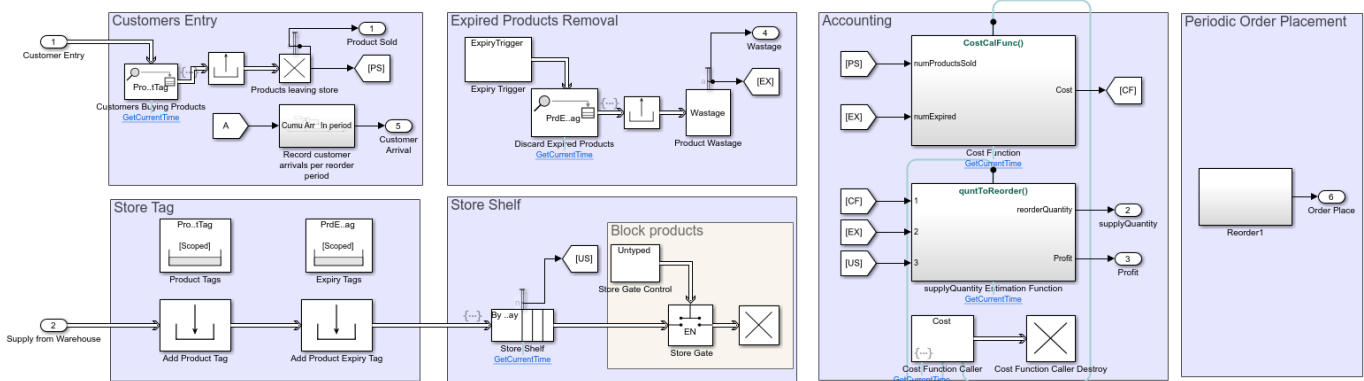 Customers Entry
1
Customer Entry
Pro..tTag
{...}
Customers Buying Products
GetCurrentTime
Products leaving store
1
Product Sold
[PS]
A
Cumu Arr
In period
Record customer
arrivals per reorder
period
5
Customer
Arrival
Expired Products Removal
ExpiryTrigger
Expiry Trigger
PrdE..ag
{...}
Discard Expired Products
GetCurrentTime
Wastage
Product Wastage
4
Wastage
[EX]
Accounting
CostCalFunc()
[PS]
numProductsSold
[EX]
numExpired
Cost
[CF]
Cost Function
GetCurrentTime
quntToReorder()
[CF]
1
[EX]
2
[US]
3
reorderQuantity
2
supplyQuantity
Profit
3
Profit
supplyQuantity Estimation Function
GetCurrentTime
Cost
{...}
Cost Function Caller
GetCurrentTime
Cost Function Caller Destroy
Periodic Order Placement
Reorder1
6
Order Place
Store Tag
Pro..tTag
[Scoped]
Product Tags
PrdE..ag
[Scoped]
Expiry Tags
2
Supply from Warehouse
Add Product Tag
Add Product Expiry Tag
Store Shelf
{...}
By ..ay
Store Shelf
GetCurrentTime
[US]
Block products
Untyped
Store Gate Control
EN
Store Gate